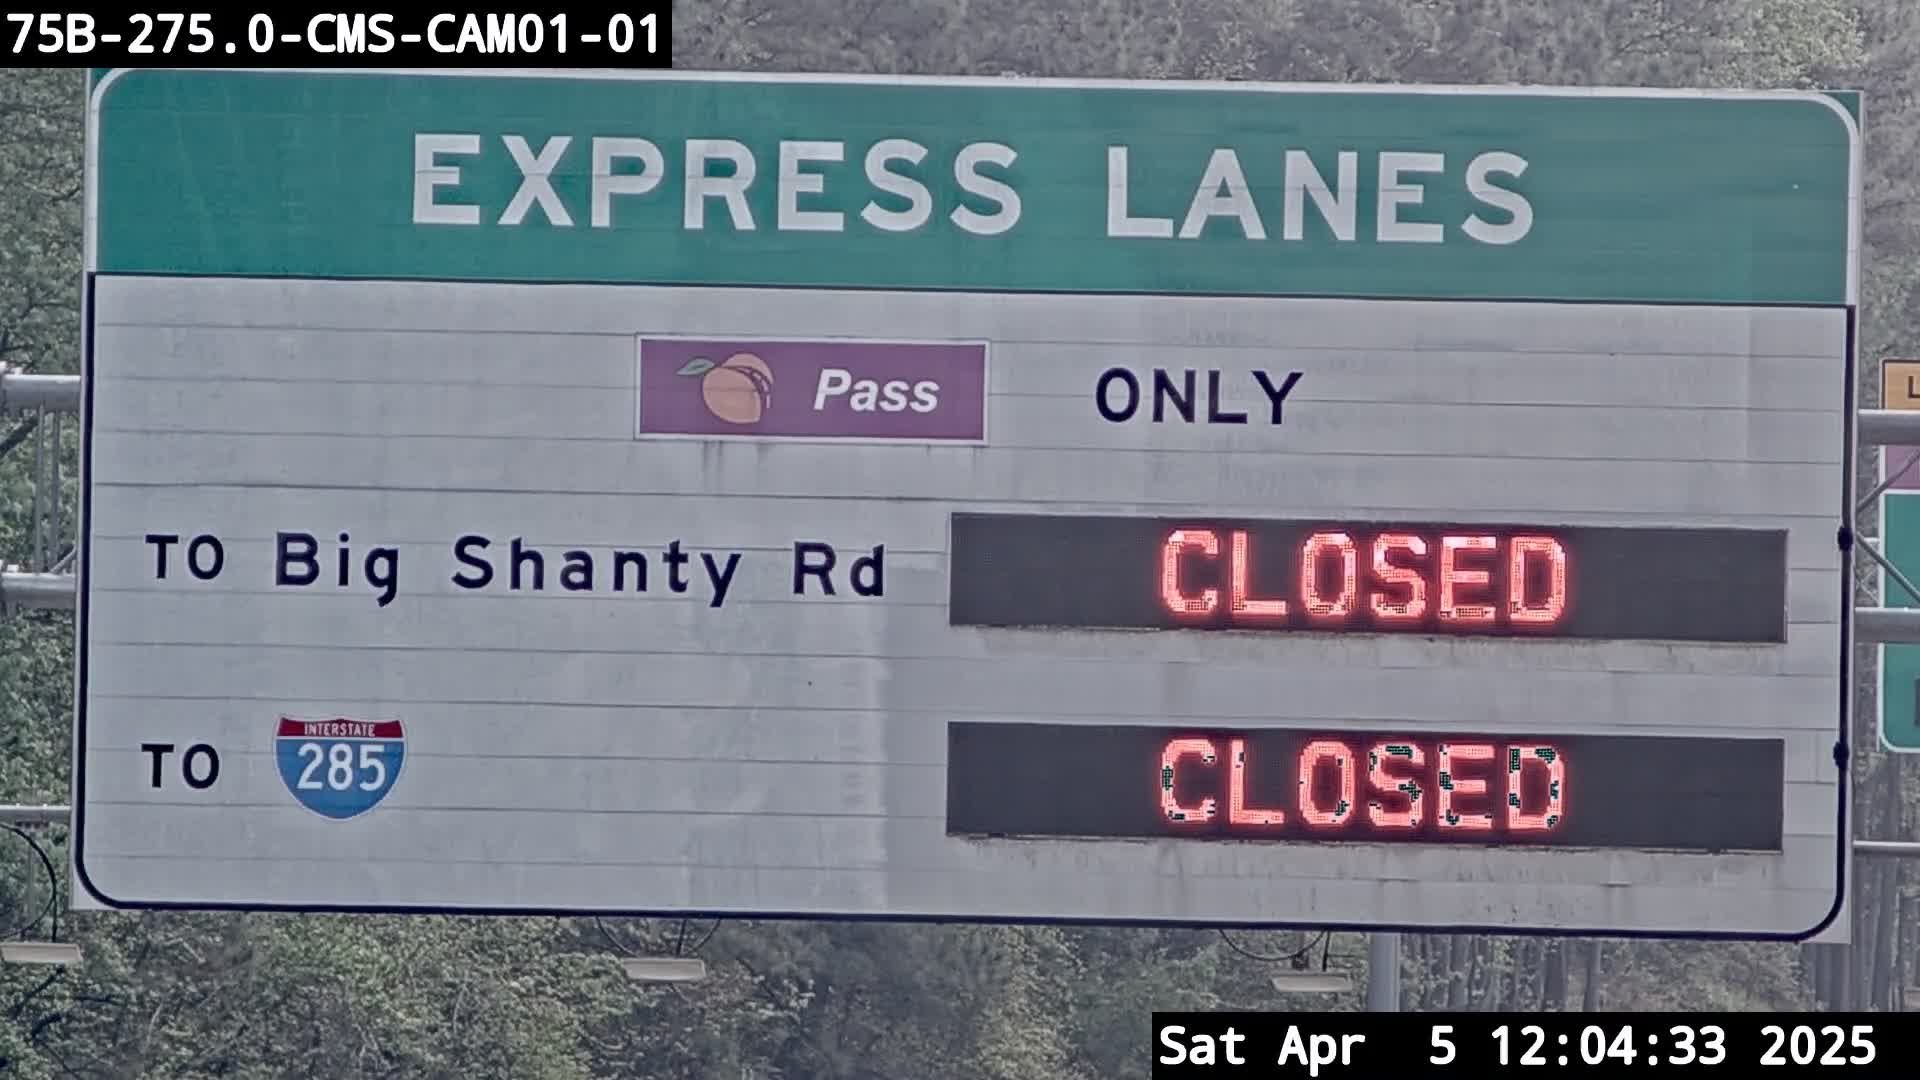 75B-275.0-CMS-CAM01-01
EXPRESS LANES
Pass ONLY
TO Big Shanty Rd CLOSED
TO INTERSTATE 285 CLOSED
Sat Apr 5 12:04:33 2025